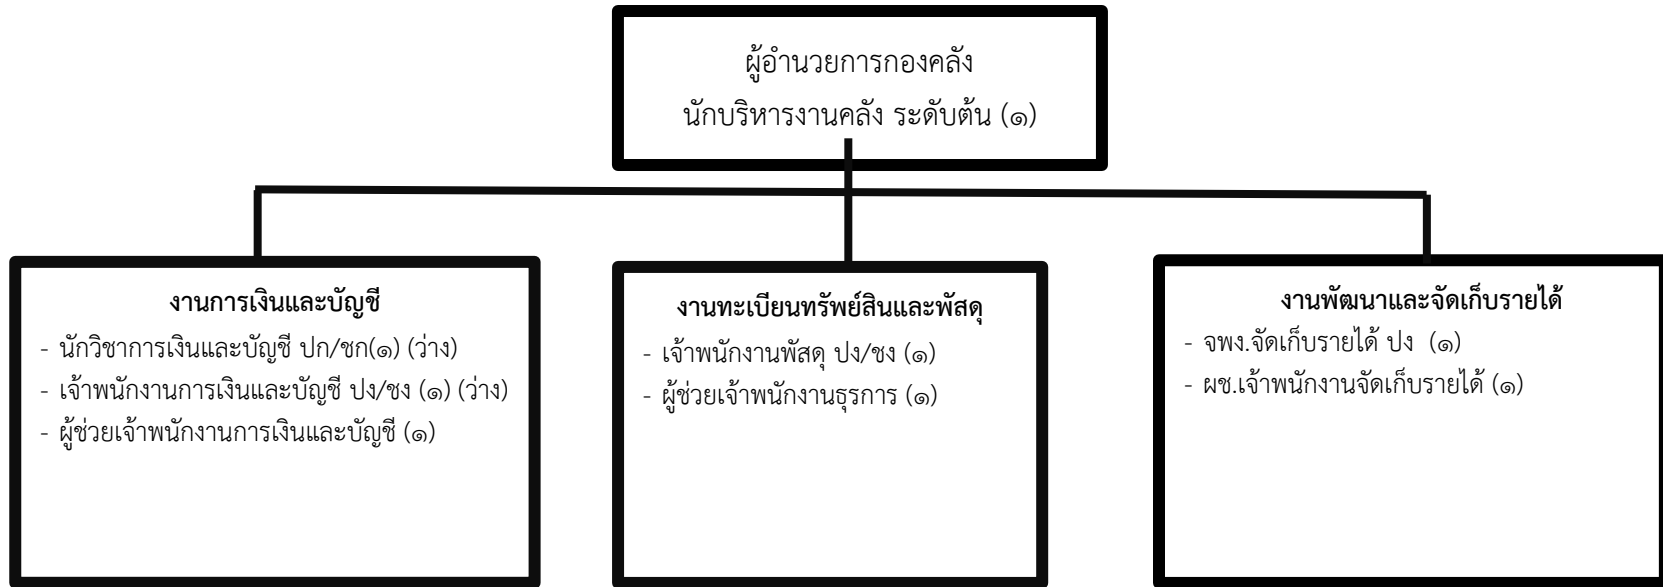 ผู้อำนวยการกองคลัง
นักบริหารงานคลัง ระดับต้น (๑)
งานการเงินและบัญชี
- นักวิชาการเงินและบัญชี ปก/ชก(๑) (ว่าง)
- เจ้าพนักงานการเงินและบัญชี ปง/ชง (๑) (ว่าง)
- ผู้ช่วยเจ้าพนักงานการเงินและบัญชี (๑)
งานทะเบียนทรัพย์สินและพัสดุ
- เจ้าพนักงานพัสดุ ปง/ชง (๑)
- ผู้ช่วยเจ้าพนักงานธุรการ (๑)
งานพัฒนาและจัดเก็บรายได้
- จพง.จัดเก็บรายได้ ปง (๑)
- ผช.เจ้าพนักงานจัดเก็บรายได้ (๑)